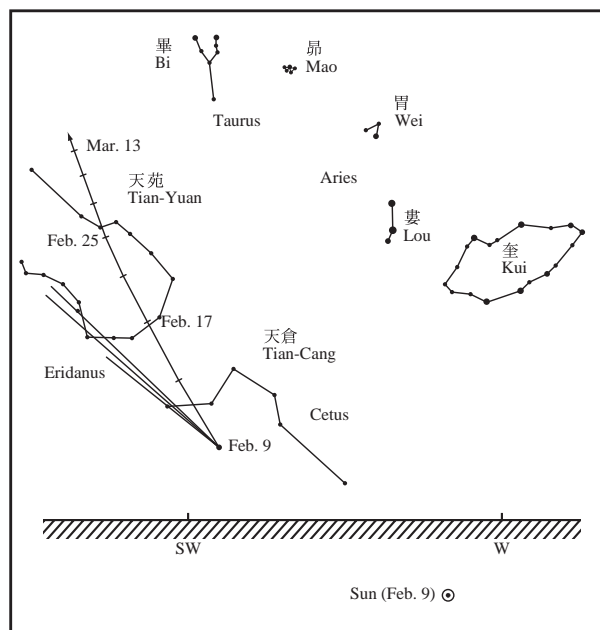 畢
Bi
昴
Mao
Taurus
胃
Wei
Mar. 13
天苑
Tian-Yuan
Aries
婁
Lou
奎
Kui
Feb. 25
Feb. 17
天倉
Tian-Cang
Eridanus
Cetus
Feb. 9
SW
W
Sun (Feb. 9)